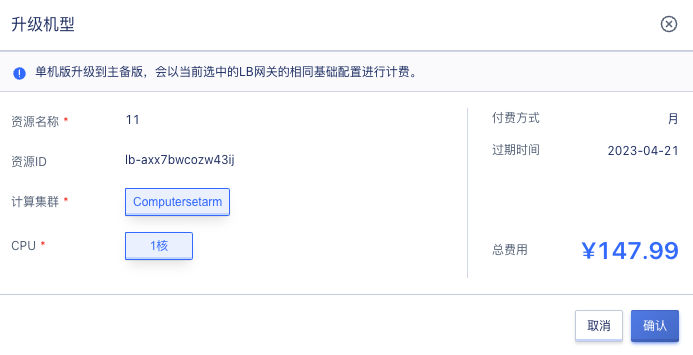 升级机型
单机版升级到主备版，会以当前选中的LB网关的相同基础配置进行计费。
资源名称 * 11
资源ID lb-axx7bwcozw43ij
计算集群 * Computersetarm
CPU * 1核
付费方式 月
过期时间 2023-04-21
总费用 ¥147.99
取消 确认